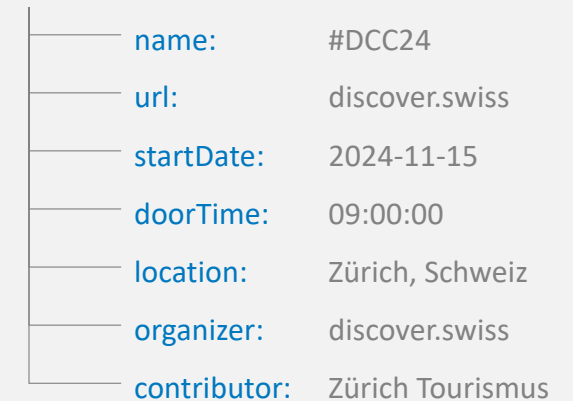 name: #DCC24
url: discover.swiss
startDate: 2024-11-15
doorTime: 09:00:00
location: Zürich, Schweiz
organizer: discover.swiss
contributor: Zürich Tourismus